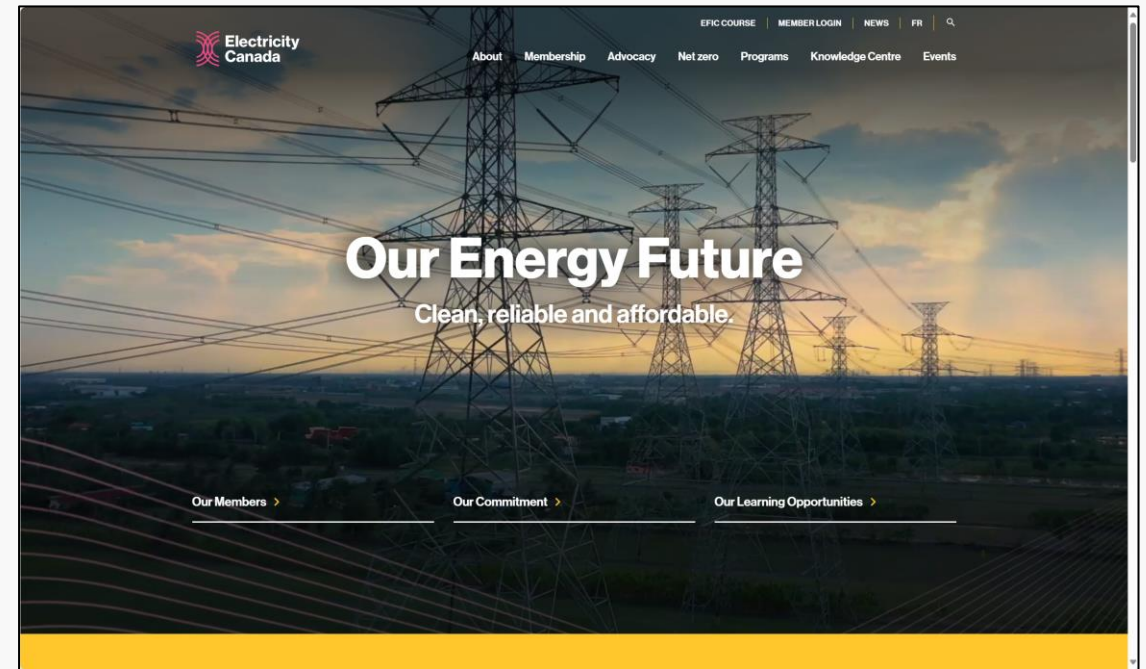 EFIC COURSE MEMBER LOGIN NEWS FR
Electricity
Canada
About Membership Advocacy Net zero Programs Knowledge Centre Events
Our Energy Future
Clean, reliable and affordable.
Our Members >
Our Commitment >
Our Learning Opportunities >